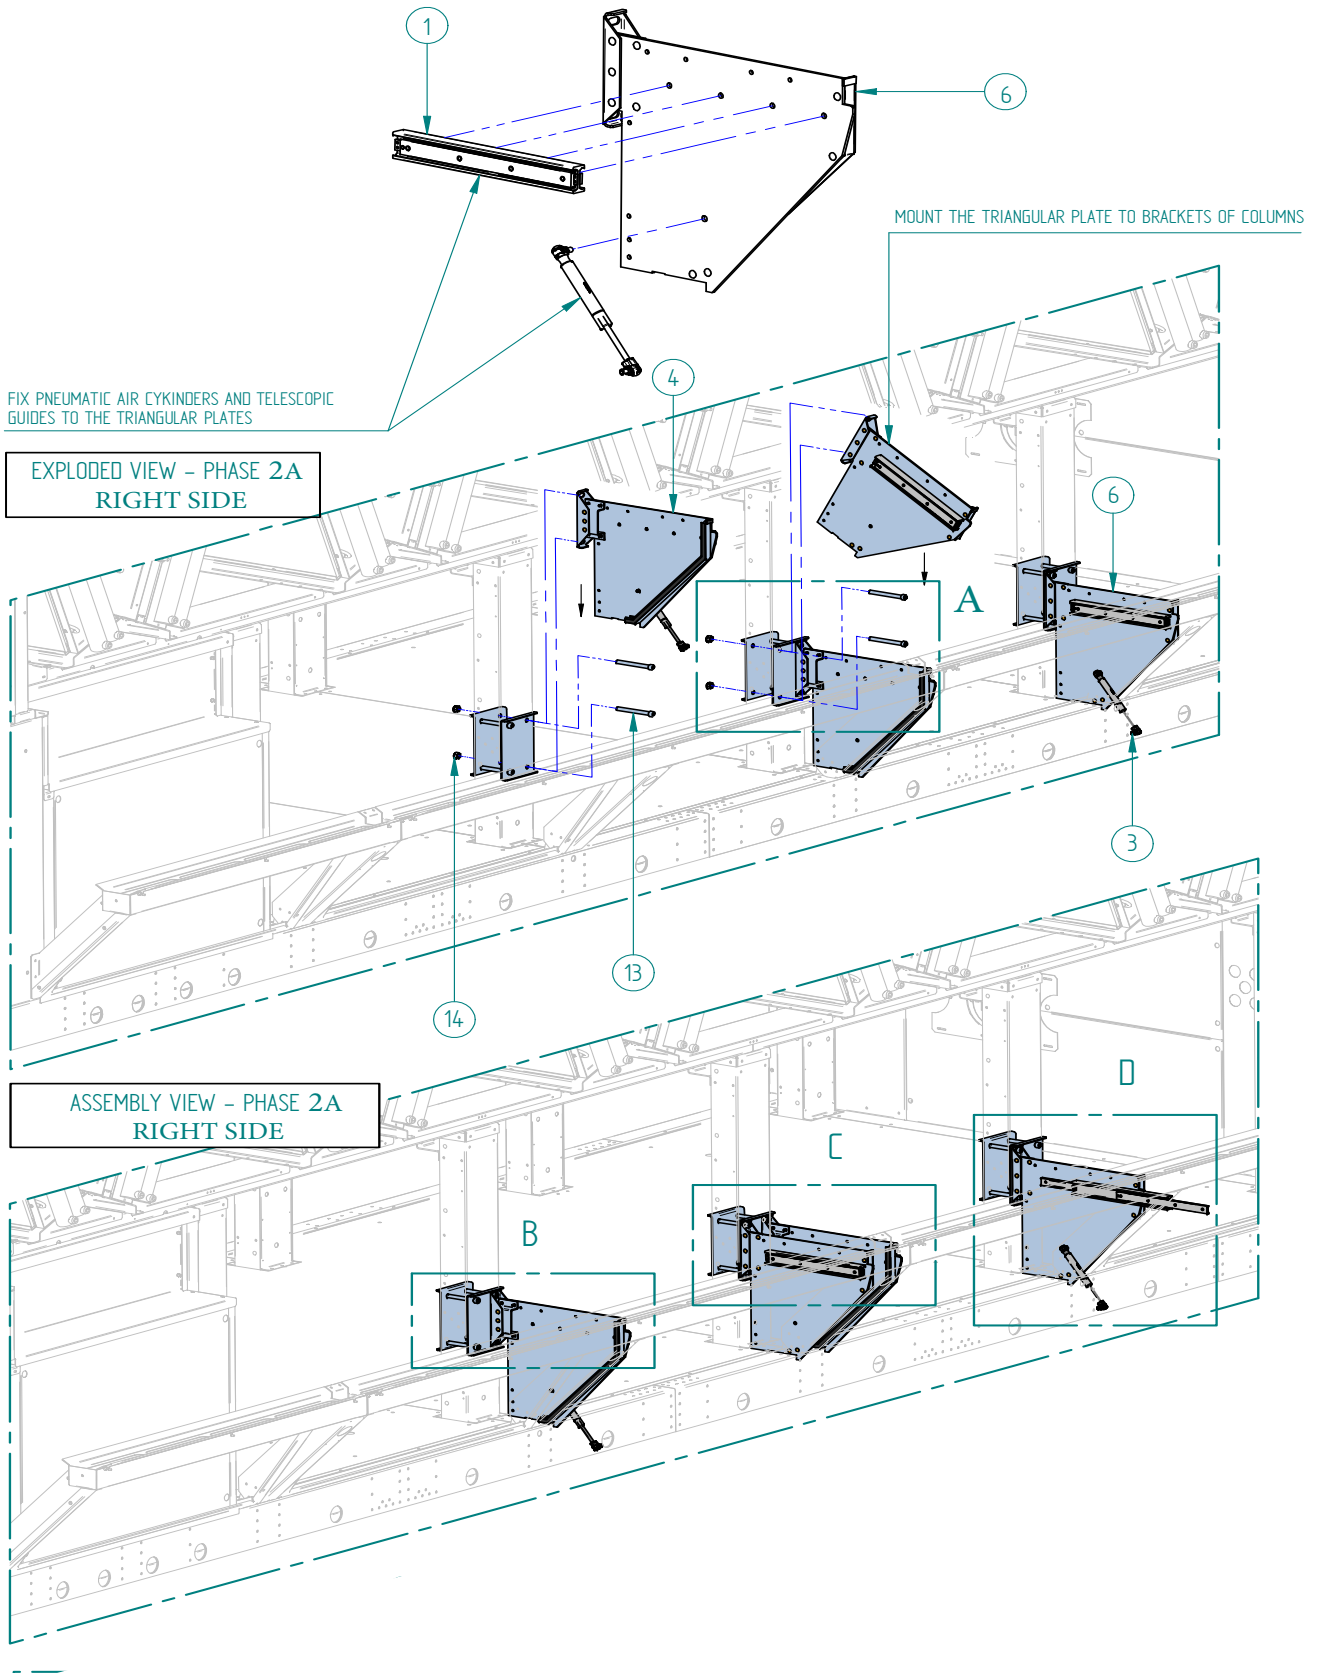 1
6
MOUNT THE TRIANGULAR PLATE TO BRACKETS OF COLUMNS
4
FIX PNEUMATIC AIR CYKINDERS AND TELESCOPIC
GUIDES TO THE TRIANGULAR PLATES
EXPLODED VIEW - PHASE 2A
RIGHT SIDE
6
A
3
13
14
D
ASSEMBLY VIEW - PHASE 2A
RIGHT SIDE
C
B